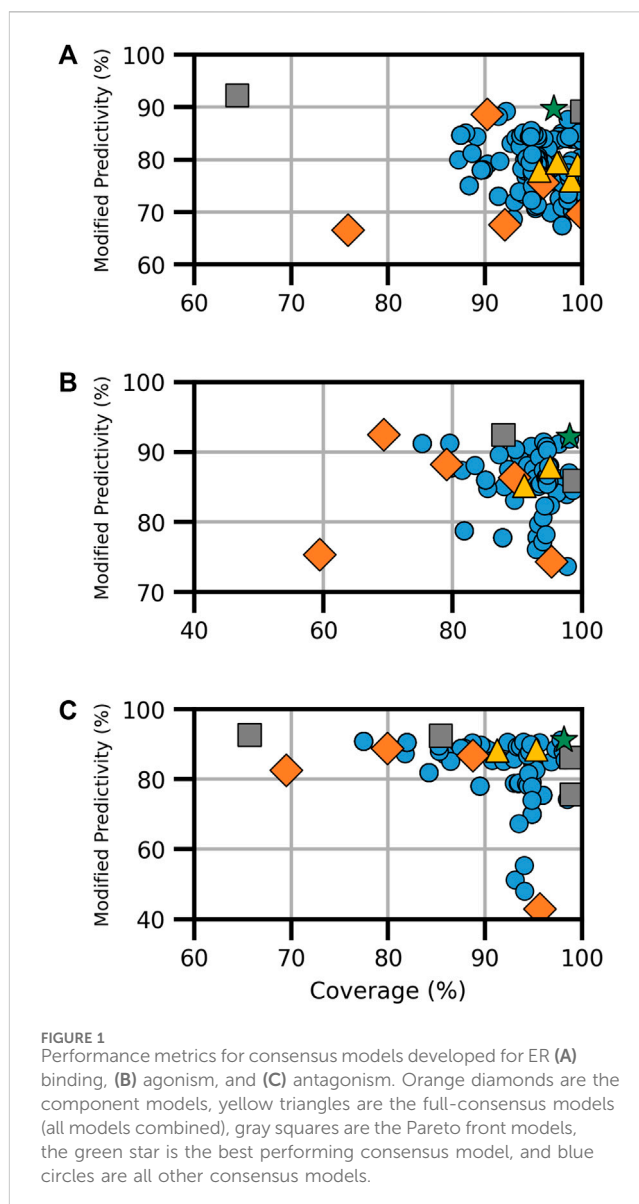 A
Modified Predictivity (%)
100
90
80
70
60
60 70 80 90 100
B
Modified Predictivity (%)
100
90
80
70
40 60 80 100
C
Modified Predictivity (%)
100
80
60
40
60 70 80 90 100
Coverage (%)
FIGURE 1
Performance metrics for consensus models developed for ER (A)
binding, (B) agonism, and (C) antagonism. Orange diamonds are the
component models, yellow triangles are the full-consensus models
(all models combined), gray squares are the Pareto front models,
the green star is the best performing consensus model, and blue
circles are all other consensus models.